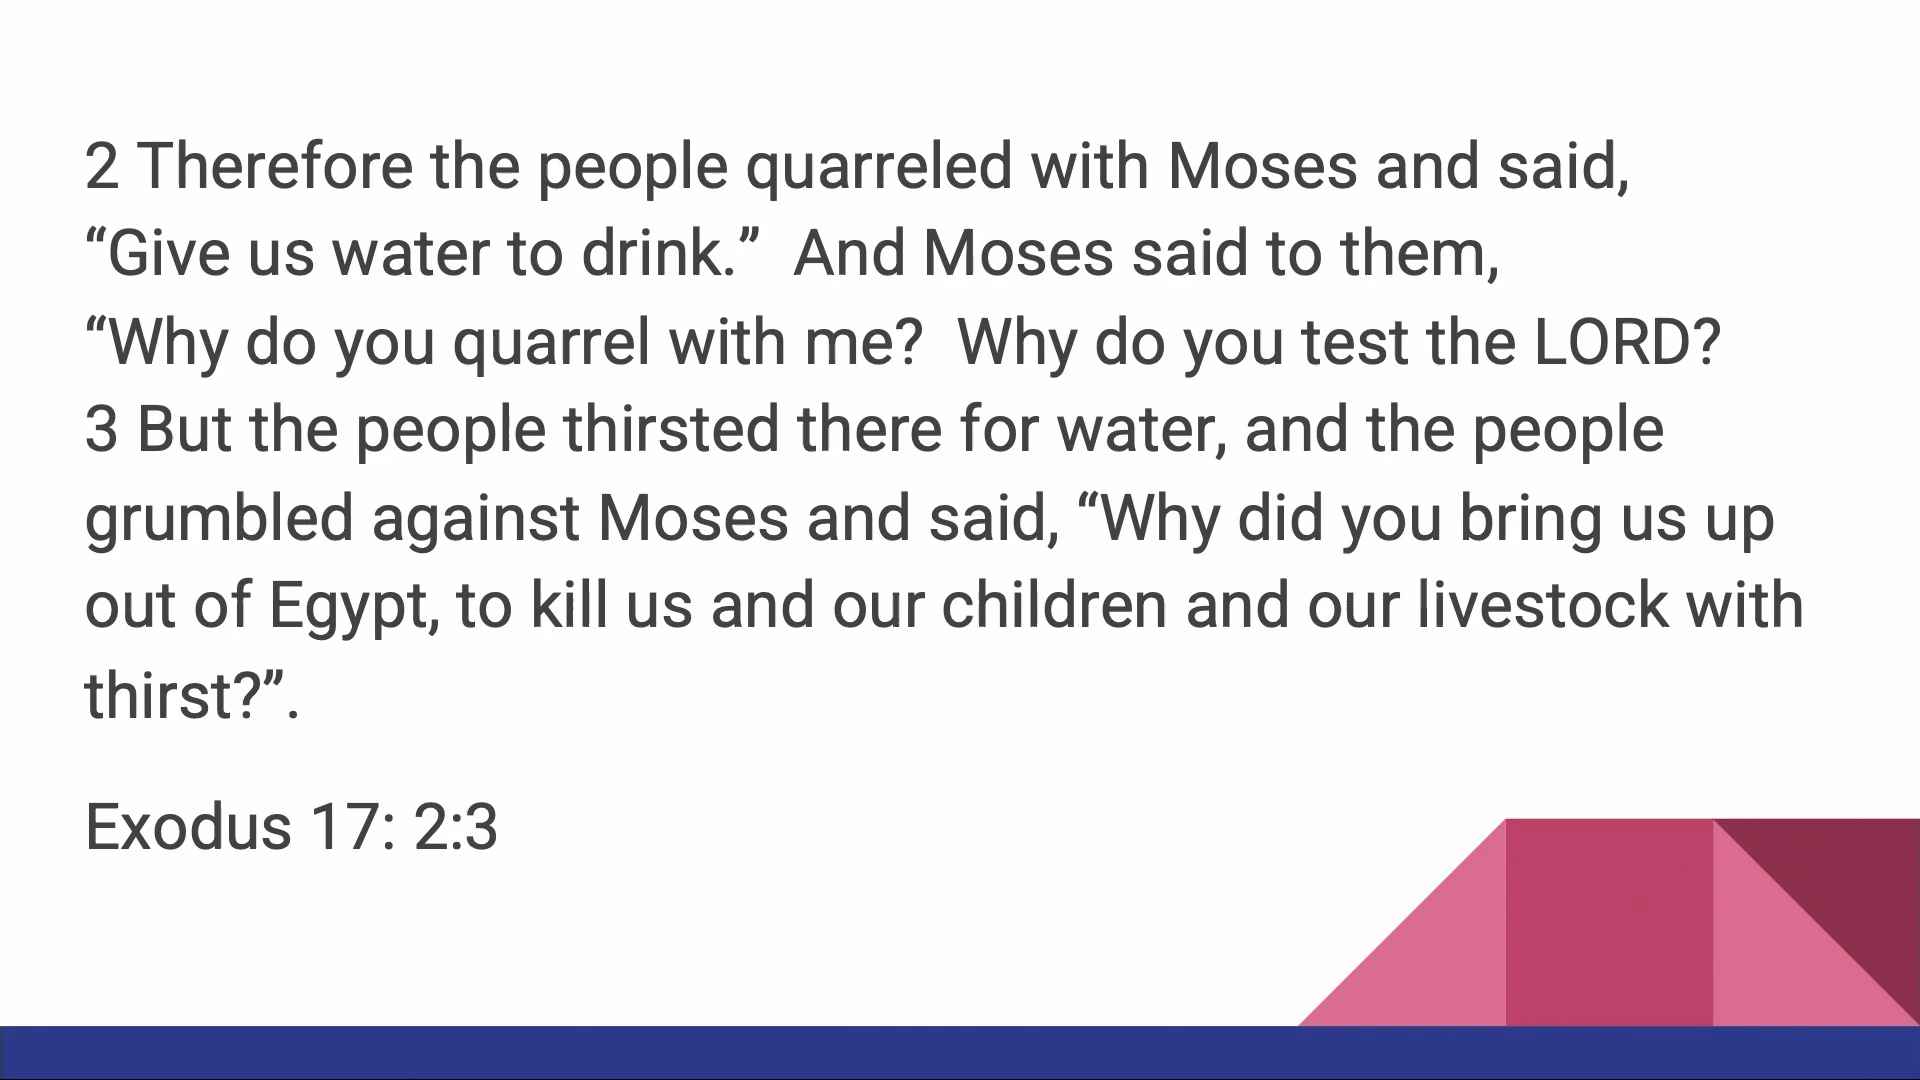 2 Therefore the people quarreled with Moses and said,
“Give us water to drink.”  And Moses said to them,
“Why do you quarrel with me?  Why do you test the LORD?
3 But the people thirsted there for water, and the people
grumbled against Moses and said, “Why did you bring us up
out of Egypt, to kill us and our children and our livestock with
thirst?”.
Exodus 17: 2:3